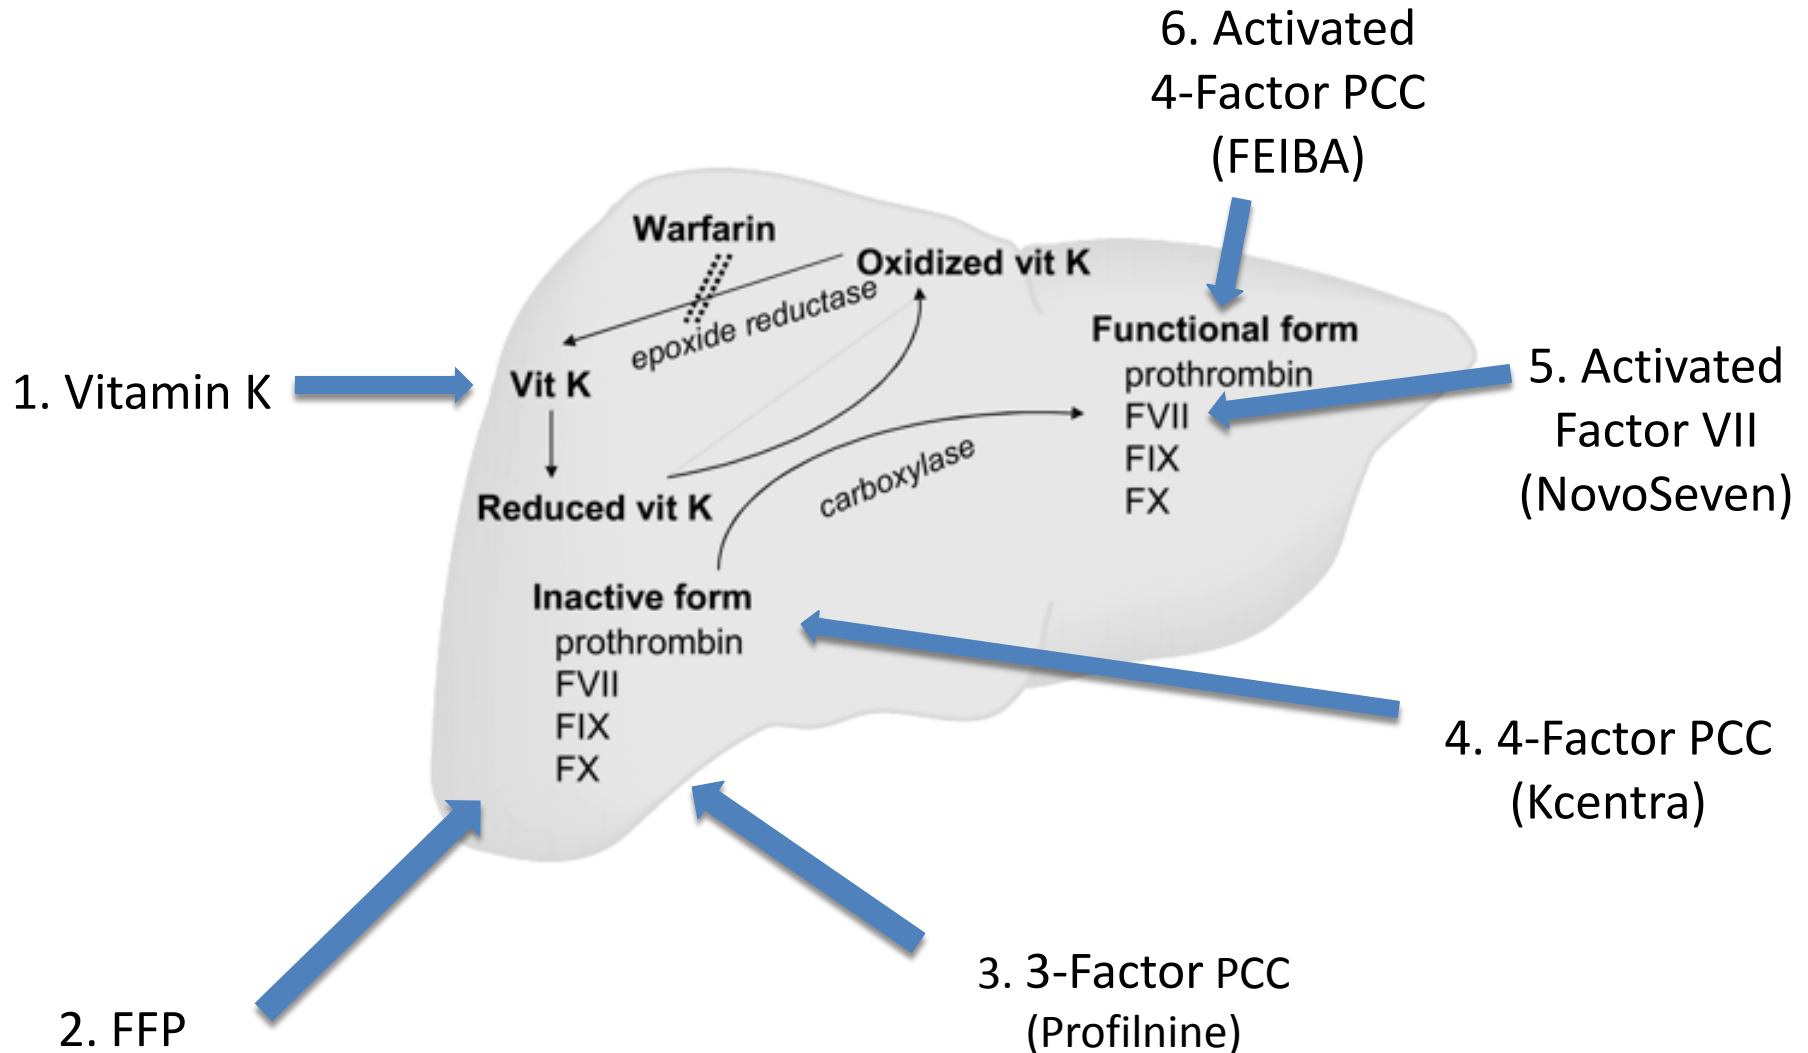 6. Activated
4-Factor PCC
(FEIBA)
Warfarin
Oxidized vit K
epoxide reductase
Functional form
prothrombin
FVII
FIX
FX
5. Activated
Factor VII
(NovoSeven)
1. Vitamin K
Vit K
carboxylase
Reduced vit K
Inactive form
prothrombin
FVII
FIX
FX
4. 4-Factor PCC
(Kcentra)
3. 3-Factor PCC
(Profilnine)
2. FFP